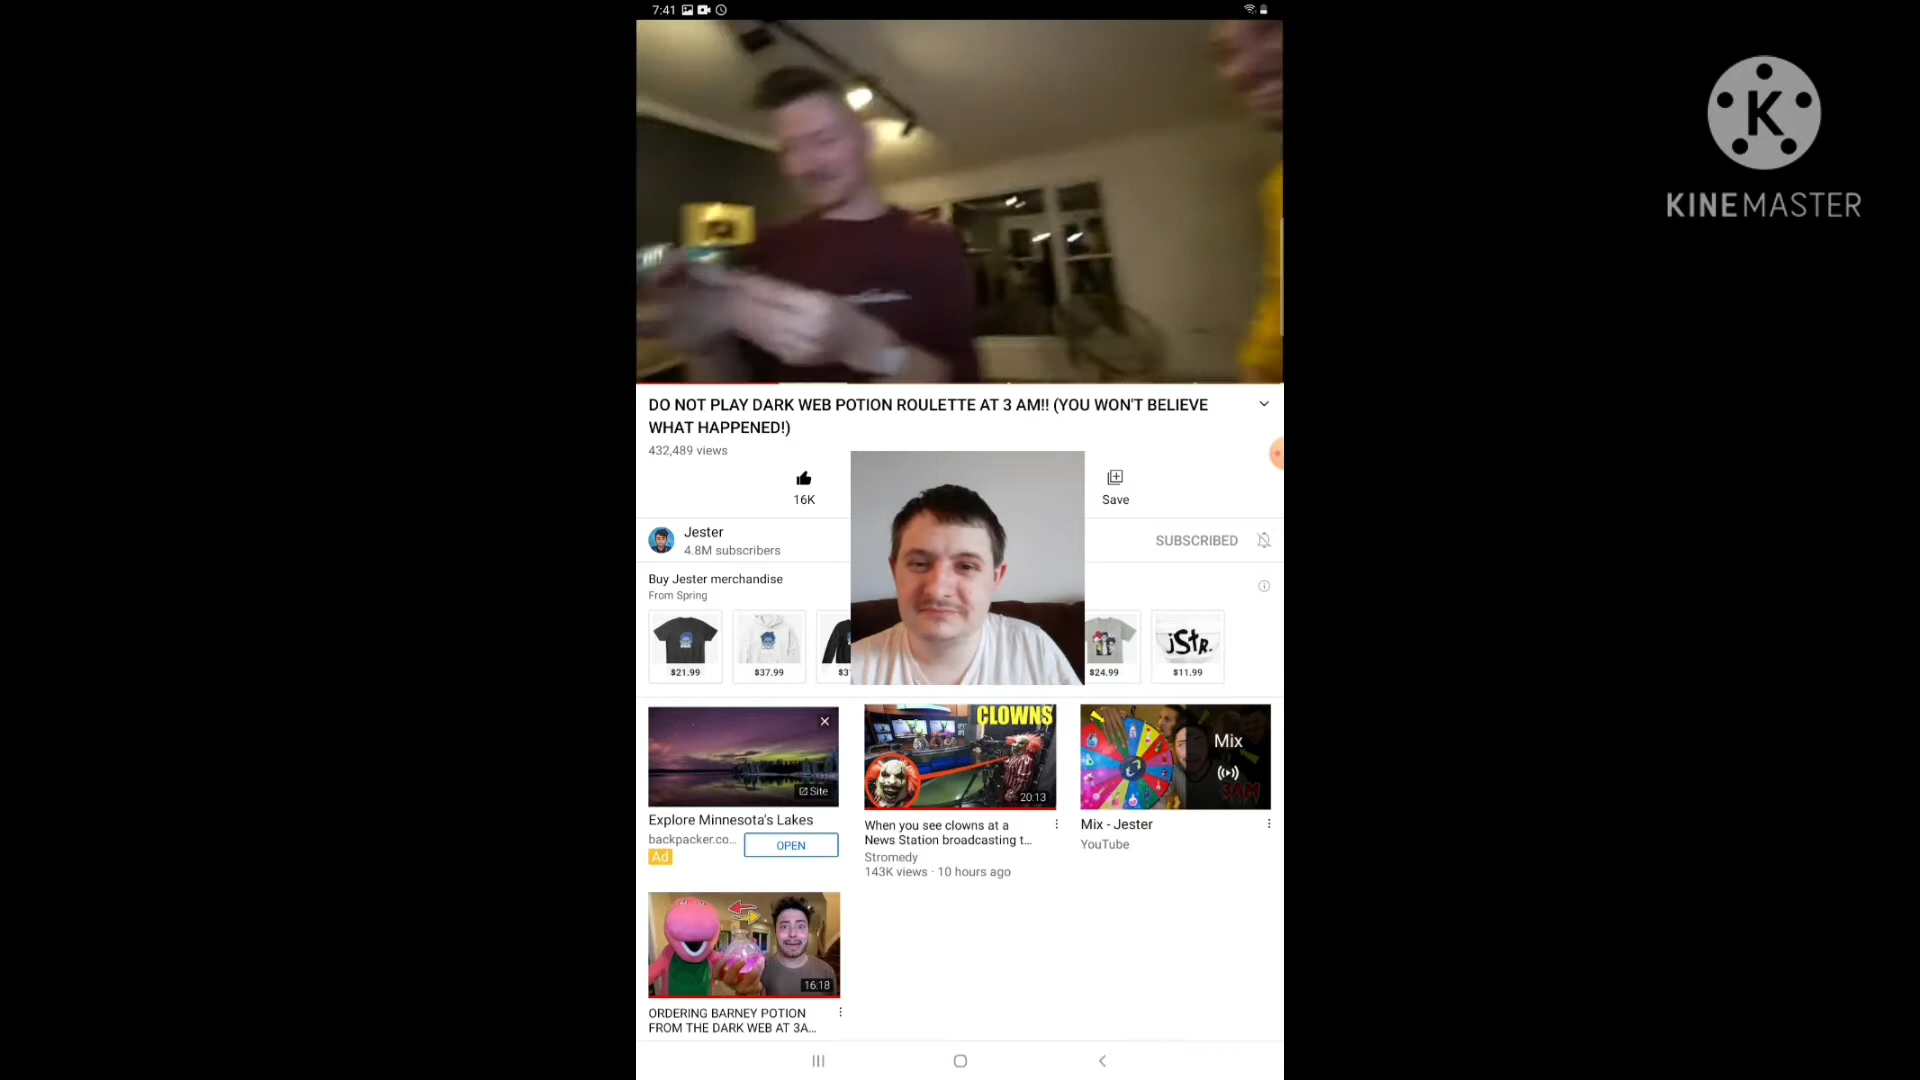 7:41
K
KINEMASTER
DO NOT PLAY DARK WEB POTION ROULETTE AT 3 AM!! (YOU WON'T BELIEVE
WHAT HAPPENED!)
432,489 views
16K
Save
Jester
4.8M subscribers
SUBSCRIBED
Buy Jester merchandise
From Spring
jStR.
$21.99
$37.99
$3
$24.99
$11.99
Site
CLOWNS
20:13
Mix
3AM
Explore Minnesota's Lakes
backpacker.co...
OPEN
Ad
When you see clowns at a
News Station broadcasting t...
Stromedy
143K views · 10 hours ago
Mix - Jester
YouTube
16:18
ORDERING BARNEY POTION
FROM THE DARK WEB AT 3A...